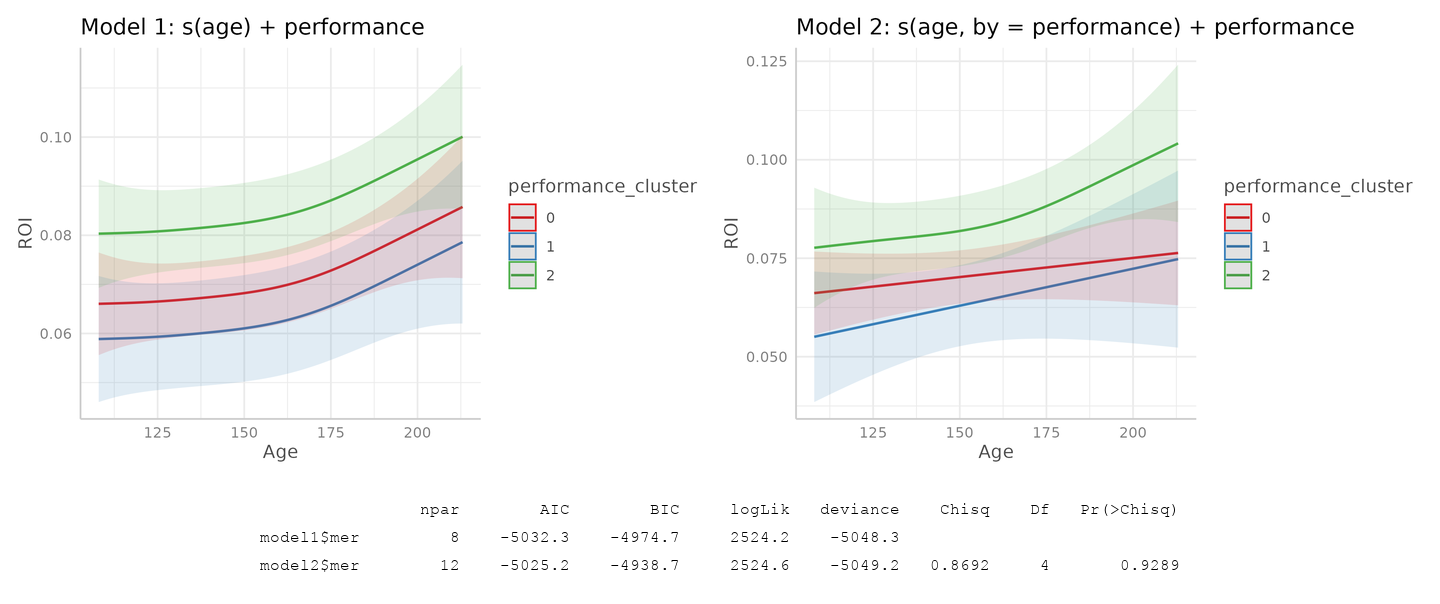 Model 1: s(age) + performance
0.10
0.08
0.06
ROI
125 150 175 200
Age
performance_cluster
0
1
2
Model 2: s(age, by = performance) + performance
0.125
0.100
0.075
0.050
ROI
125 150 175 200
Age
performance_cluster
0
1
2
npar AIC BIC logLik deviance Chisq Df Pr(>Chisq)
model1$mer 8 -5032.3 -4974.7 2524.2 -5048.3
model2$mer 12 -5025.2 -4938.7 2524.6 -5049.2 0.8692 4 0.9289